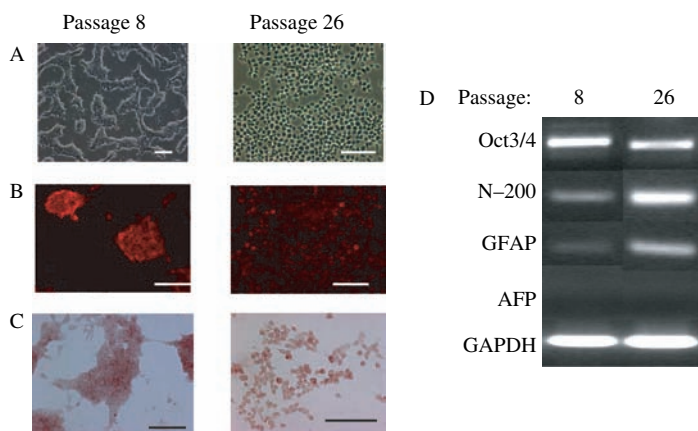 Passage 8 Passage 26
A
B
C
D Passage: 8 26
Oct3/4
N–200
GFAP
AFP
GAPDH